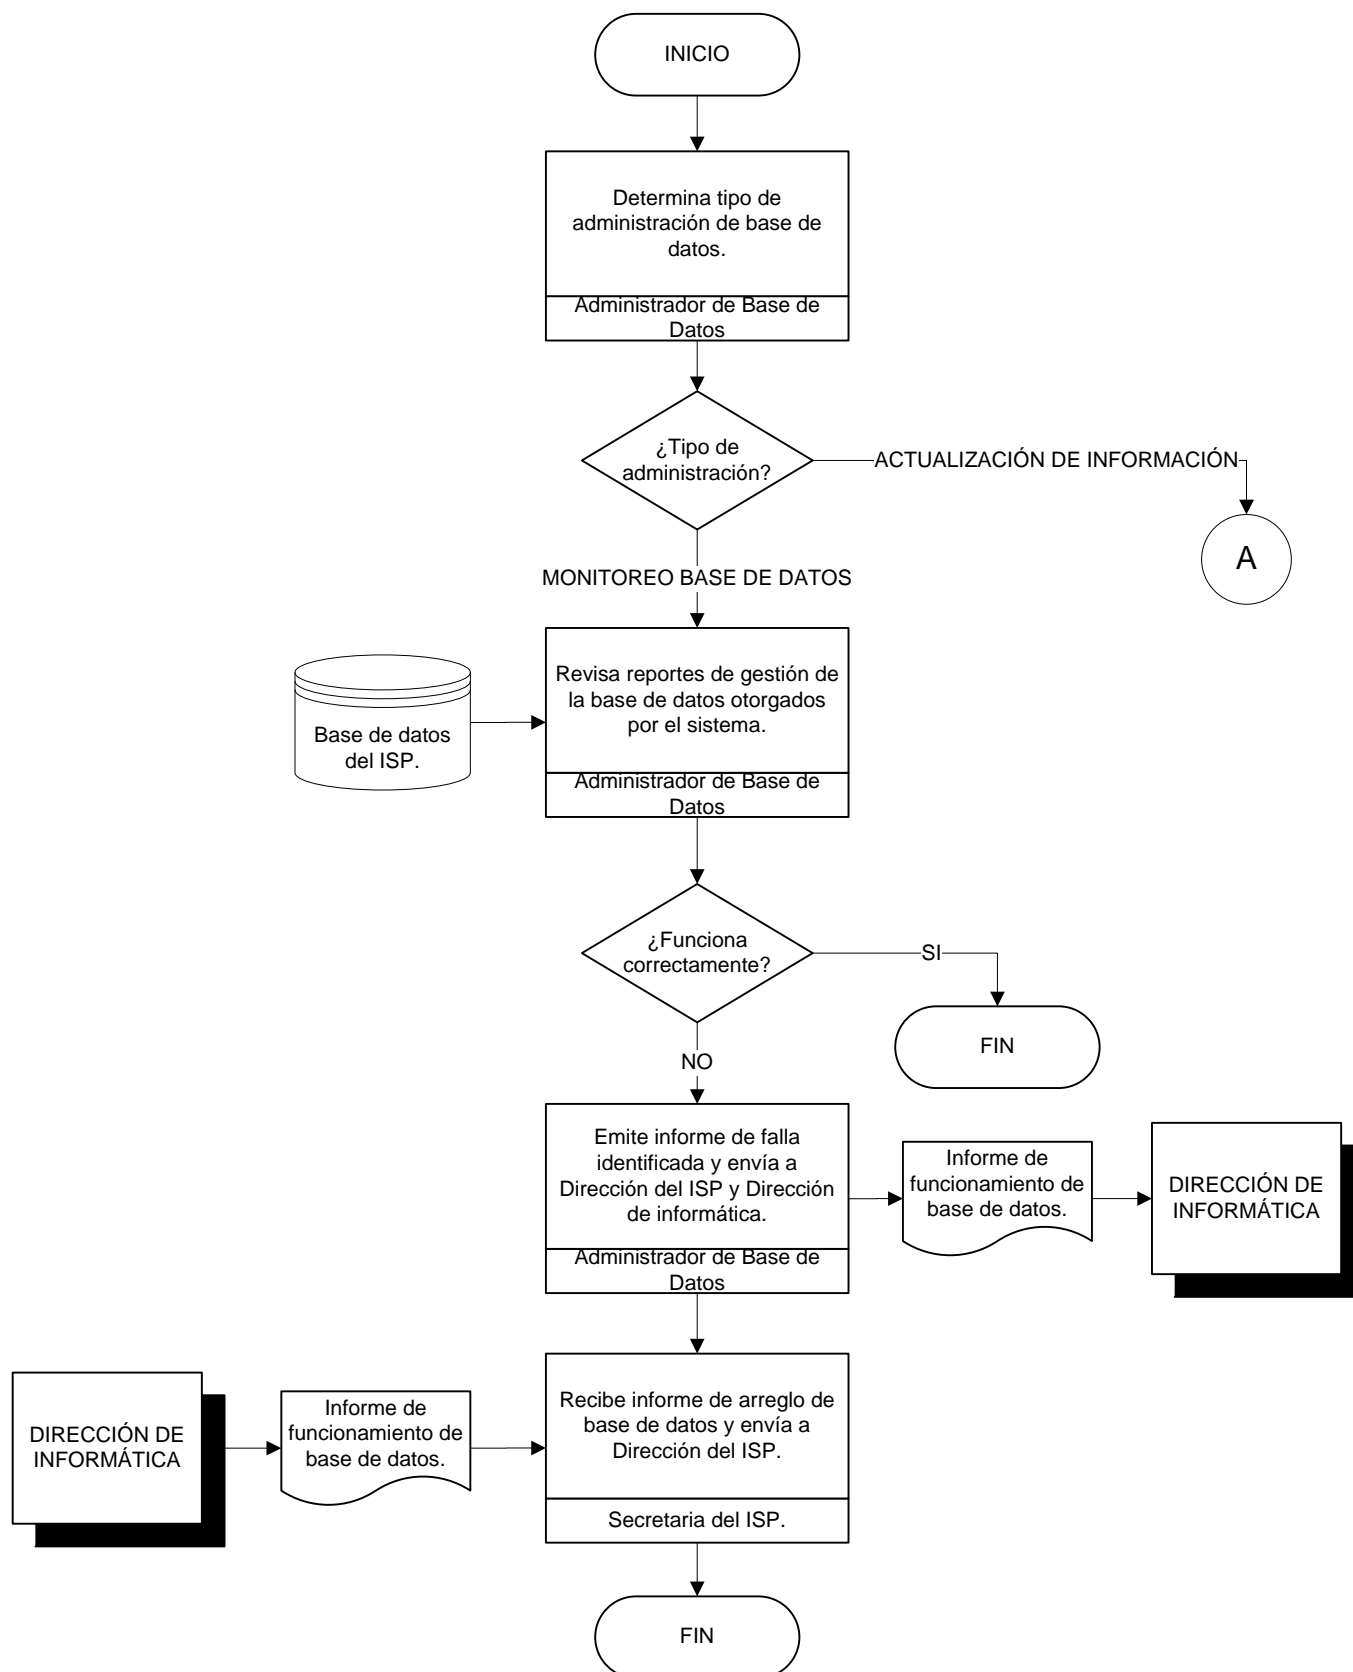 INICIO
Determina tipo de
administración de base de
datos.
Administrador de Base de
Datos
¿Tipo de
administración?
ACTUALIZACIÓN DE INFORMACIÓN
A
MONITOREO BASE DE DATOS
Base de datos
del ISP.
Revisa reportes de gestión de
la base de datos otorgados
por el sistema.
Administrador de Base de
Datos
¿Funciona
correctamente?
SI
FIN
NO
Emite informe de falla
identificada y envía a
Dirección del ISP y Dirección
de informática.
Administrador de Base de
Datos
Informe de
funcionamiento de
base de datos.
DIRECCIÓN DE
INFORMÁTICA
DIRECCIÓN DE
INFORMÁTICA
Informe de
funcionamiento de
base de datos.
Recibe informe de arreglo de
base de datos y envía a
Dirección del ISP.
Secretaria del ISP.
FIN